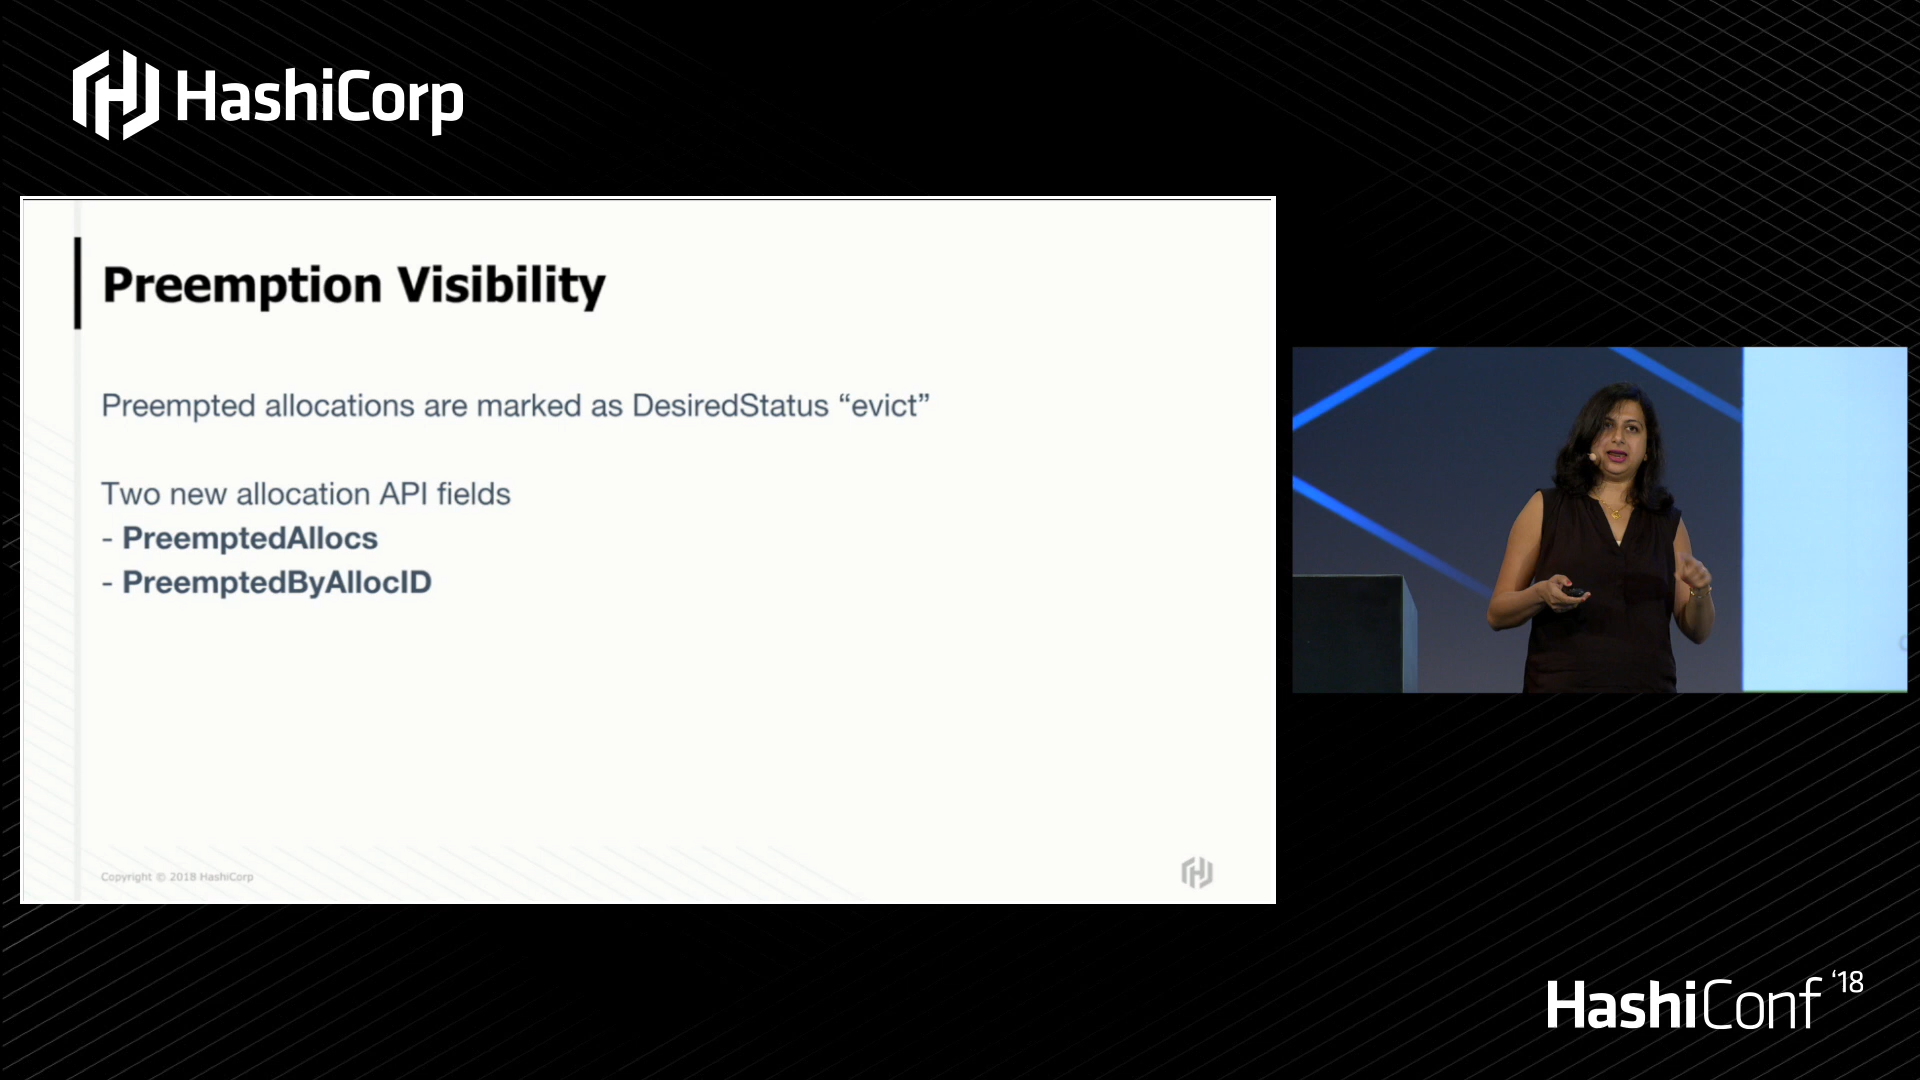 HashiCorp
Preemption Visibility
Preempted allocations are marked as DesiredStatus “evict”
Two new allocation API fields
- PreemptedAllocs
- PreemptedByAllocID
Copyright © 2018 HashiCorp
HashiConf ‘18